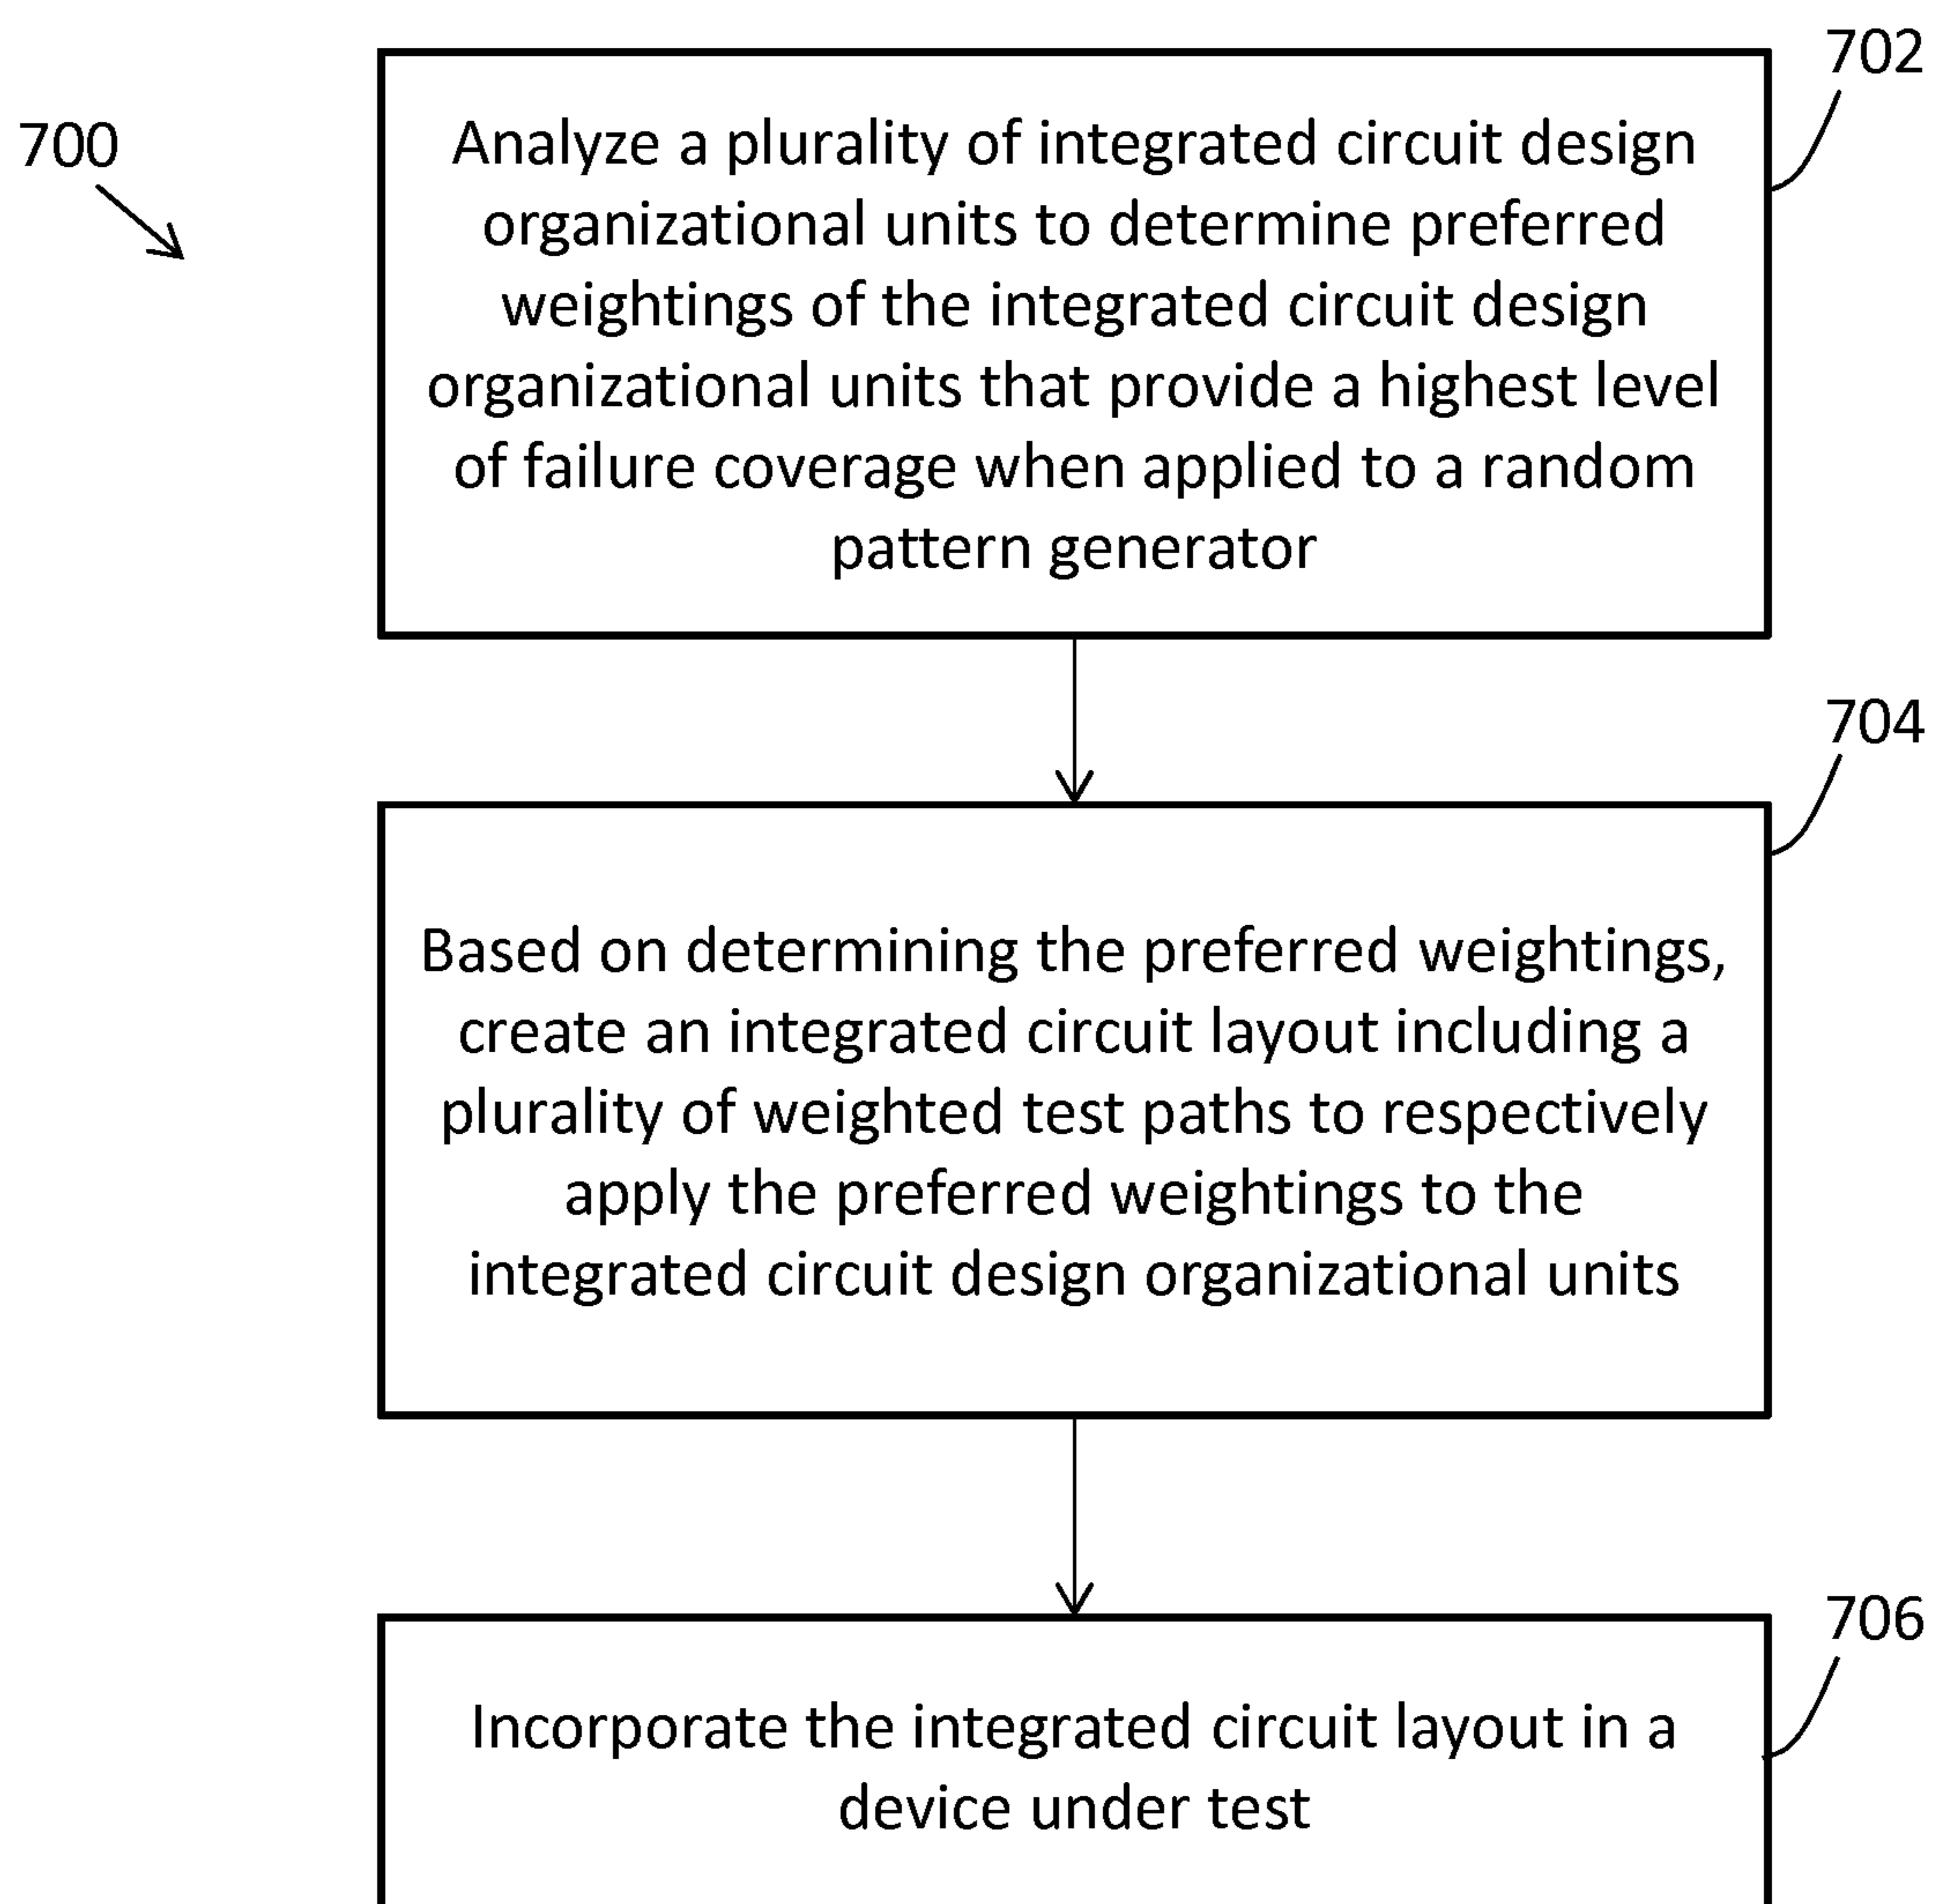 702
700
Analyze a plurality of integrated circuit design
organizational units to determine preferred
weightings of the integrated circuit design
organizational units that provide a highest level
of failure coverage when applied to a random
pattern generator
704
Based on determining the preferred weightings,
create an integrated circuit layout including a
plurality of weighted test paths to respectively
apply the preferred weightings to the
integrated circuit design organizational units
706
Incorporate the integrated circuit layout in a
device under test